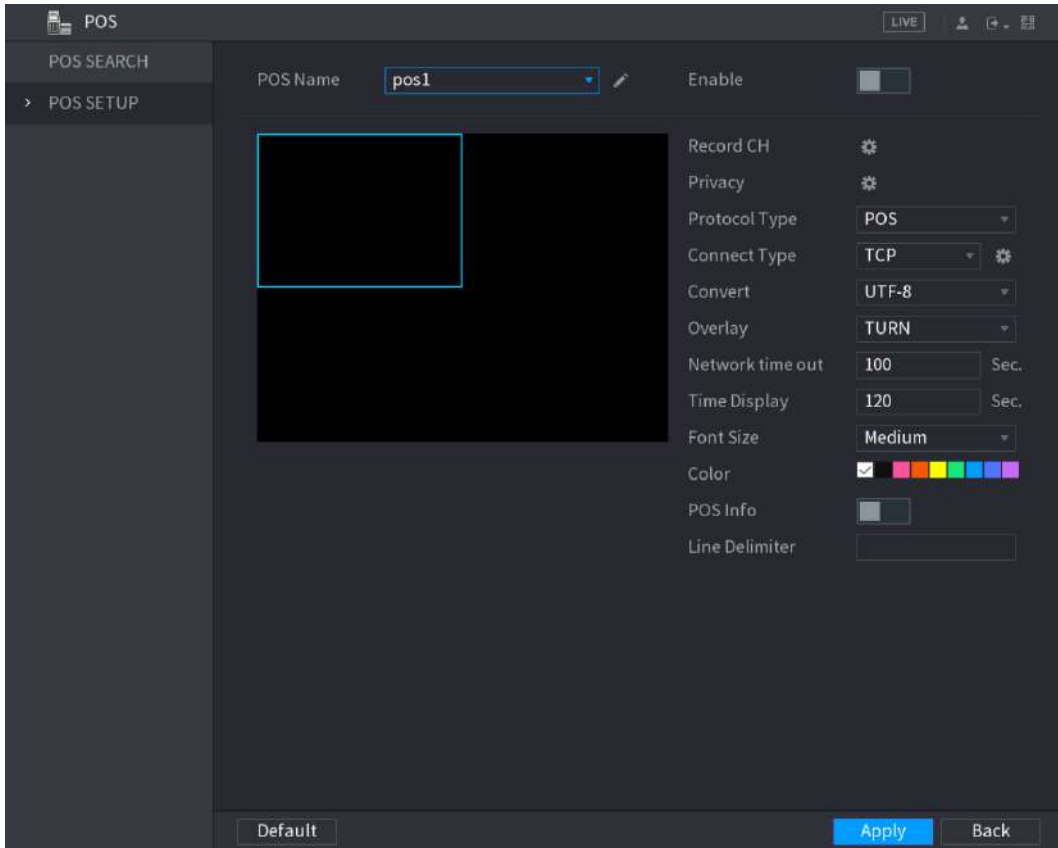 POS
LIVE
POS SEARCH
POS SETUP
POS Name pos1 Enable
Record CH
Privacy
Protocol Type POS
Connect Type TCP
Convert UTF-8
Overlay TURN
Network time out 100 Sec.
Time Display 120 Sec.
Font Size Medium
Color
POS Info
Line Delimiter
Default Apply Back